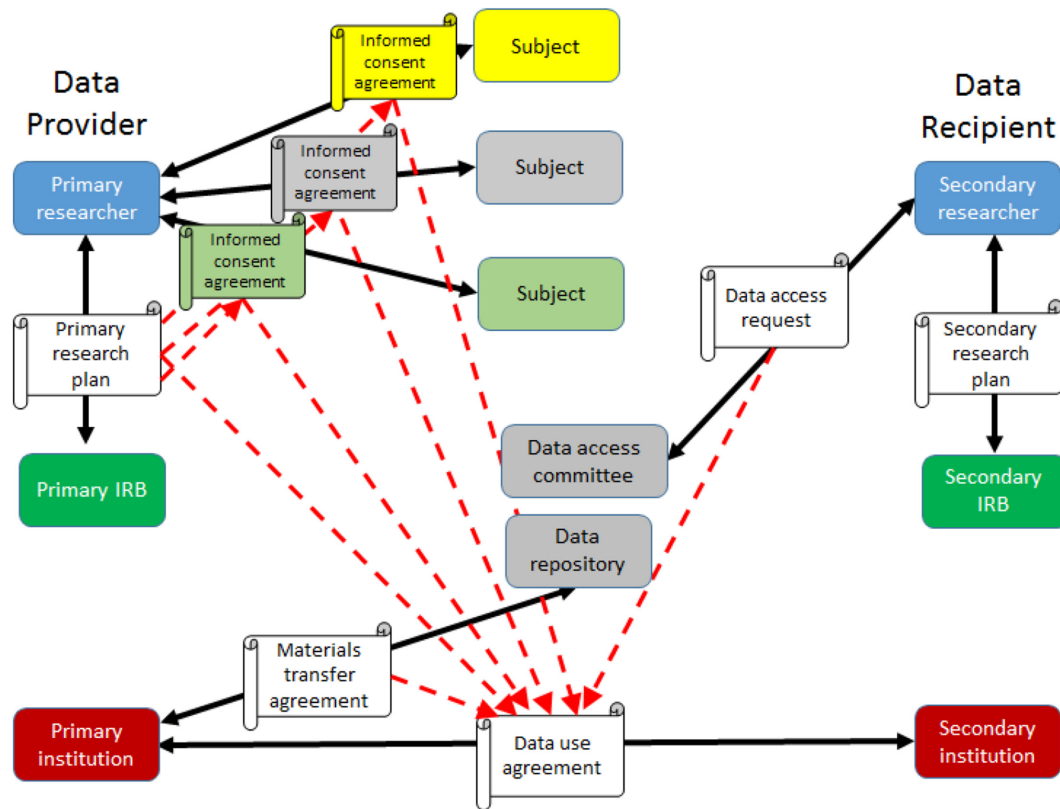 Informed
consent
agreement
Subject
Data
Provider
Data
Recipient
Informed
consent
agreement
Subject
Primary
researcher
Secondary
researcher
Informed
consent
agreement
Subject
Data access
request
Primary
research
plan
Secondary
research
plan
Data access
committee
Primary IRB
Secondary
IRB
Data
repository
Materials
transfer
agreement
Primary
institution
Data use
agreement
Secondary
institution